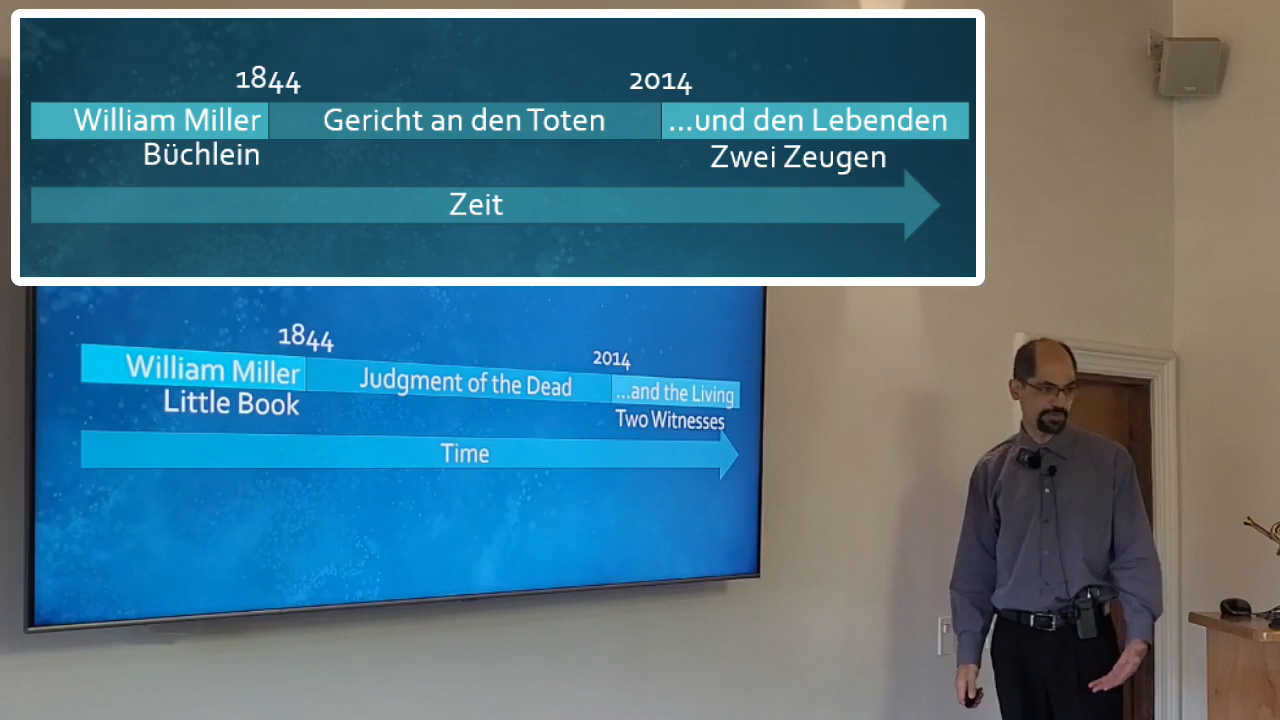 1844 2014
William Miller Gericht an den Toten ...und den Lebenden
Büchlein Zwei Zeugen
Zeit
1844 2014
William Miller Judgment of the Dead ...and the Living
Little Book Two Witnesses
Time